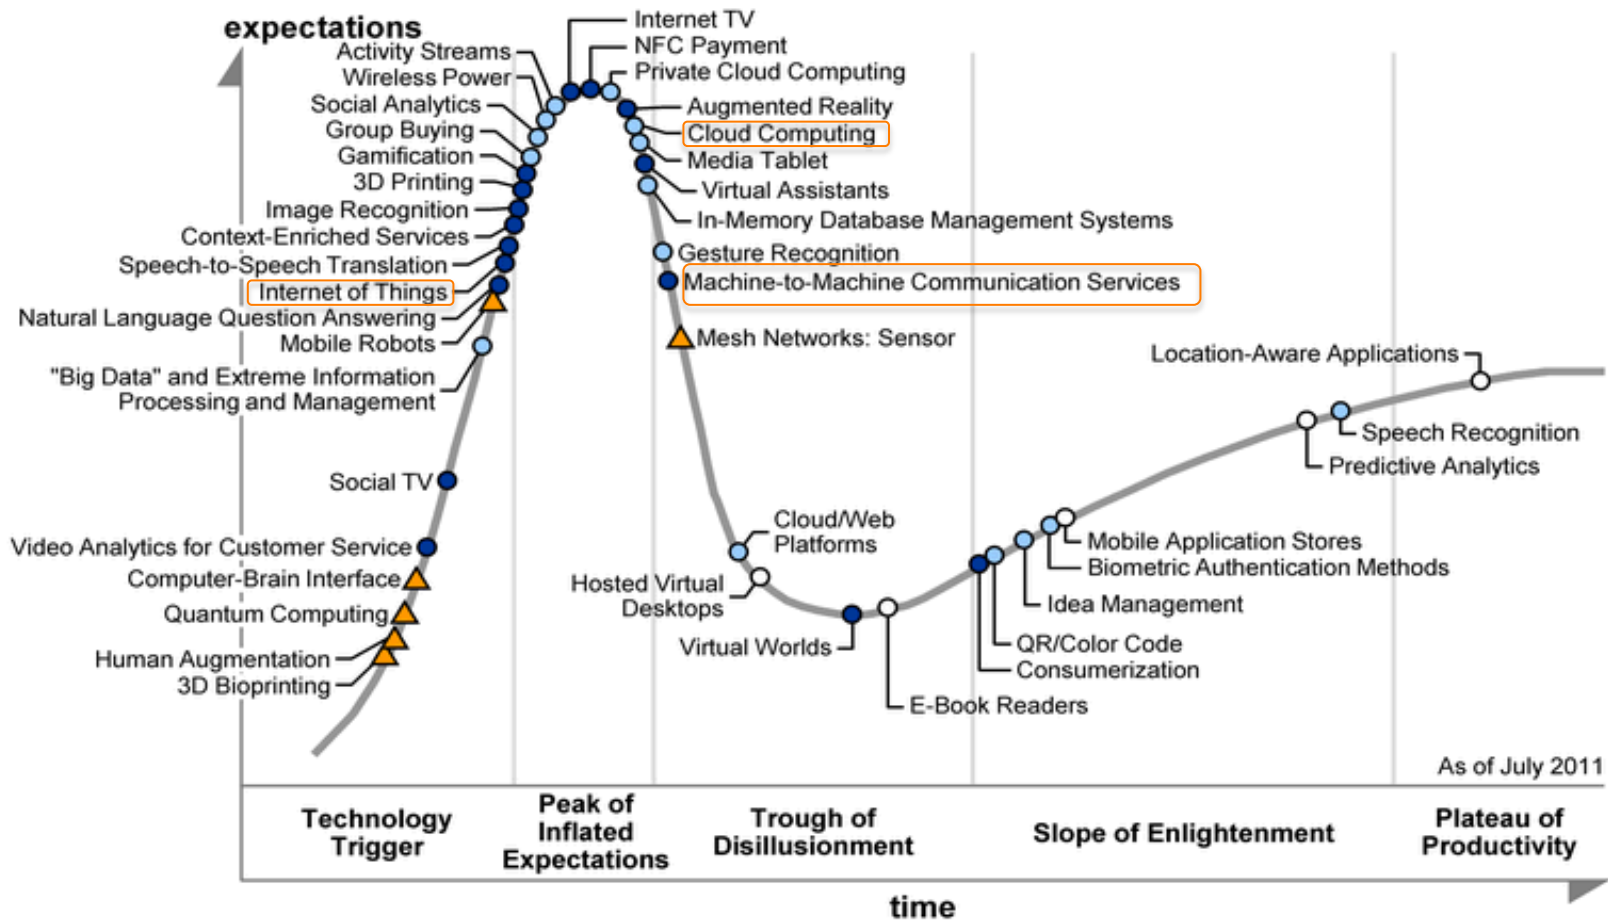 expectations
Internet TV
NFC Payment
Private Cloud Computing
Activity Streams
Wireless Power
Social Analytics
Group Buying
Gamification
3D Printing
Image Recognition
Context-Enriched Services
Speech-to-Speech Translation
Internet of Things
Natural Language Question Answering
Mobile Robots
"Big Data" and Extreme Information
Processing and Management
Social TV
Video Analytics for Customer Service
Computer-Brain Interface
Quantum Computing
Human Augmentation
3D Bioprinting
Augmented Reality
Cloud Computing
Media Tablet
Virtual Assistants
In-Memory Database Management Systems
Gesture Recognition
Machine-to-Machine Communication Services
Mesh Networks: Sensor
Cloud/Web
Platforms
Hosted Virtual
Desktops
Virtual Worlds
E-Book Readers
Consumerization
QR/Color Code
Idea Management
Biometric Authentication Methods
Mobile Application Stores
Predictive Analytics
Speech Recognition
Location-Aware Applications
As of July 2011
Technology
Trigger
Peak of
Inflated
Expectations
Trough of
Disillusionment
Slope of Enlightenment
Plateau of
Productivity
time